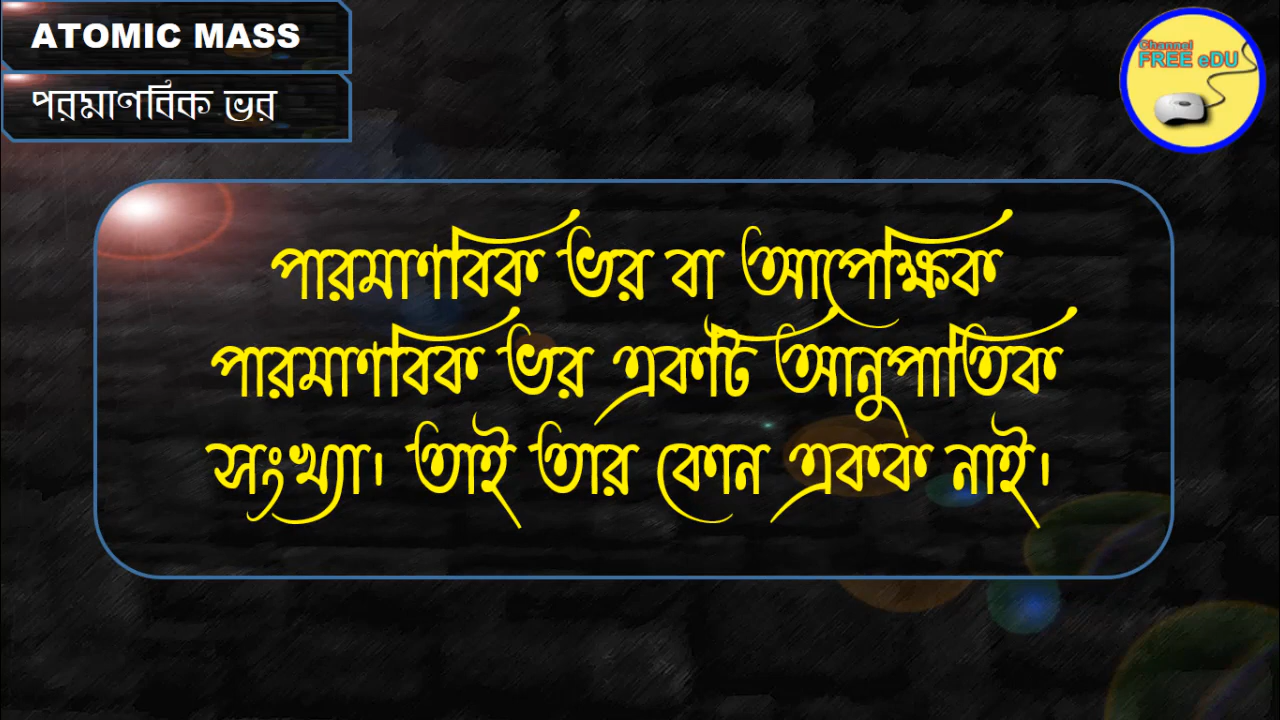 ATOMIC MASS
পরমাণবিক ভর
Channel
FREE eDU
পারমাণবিক ভর বা আপেক্ষিক
পারমাণবিক ভর একটি আনুপাতিক
সংখ্যা। তাই তার কোন একক নাই।